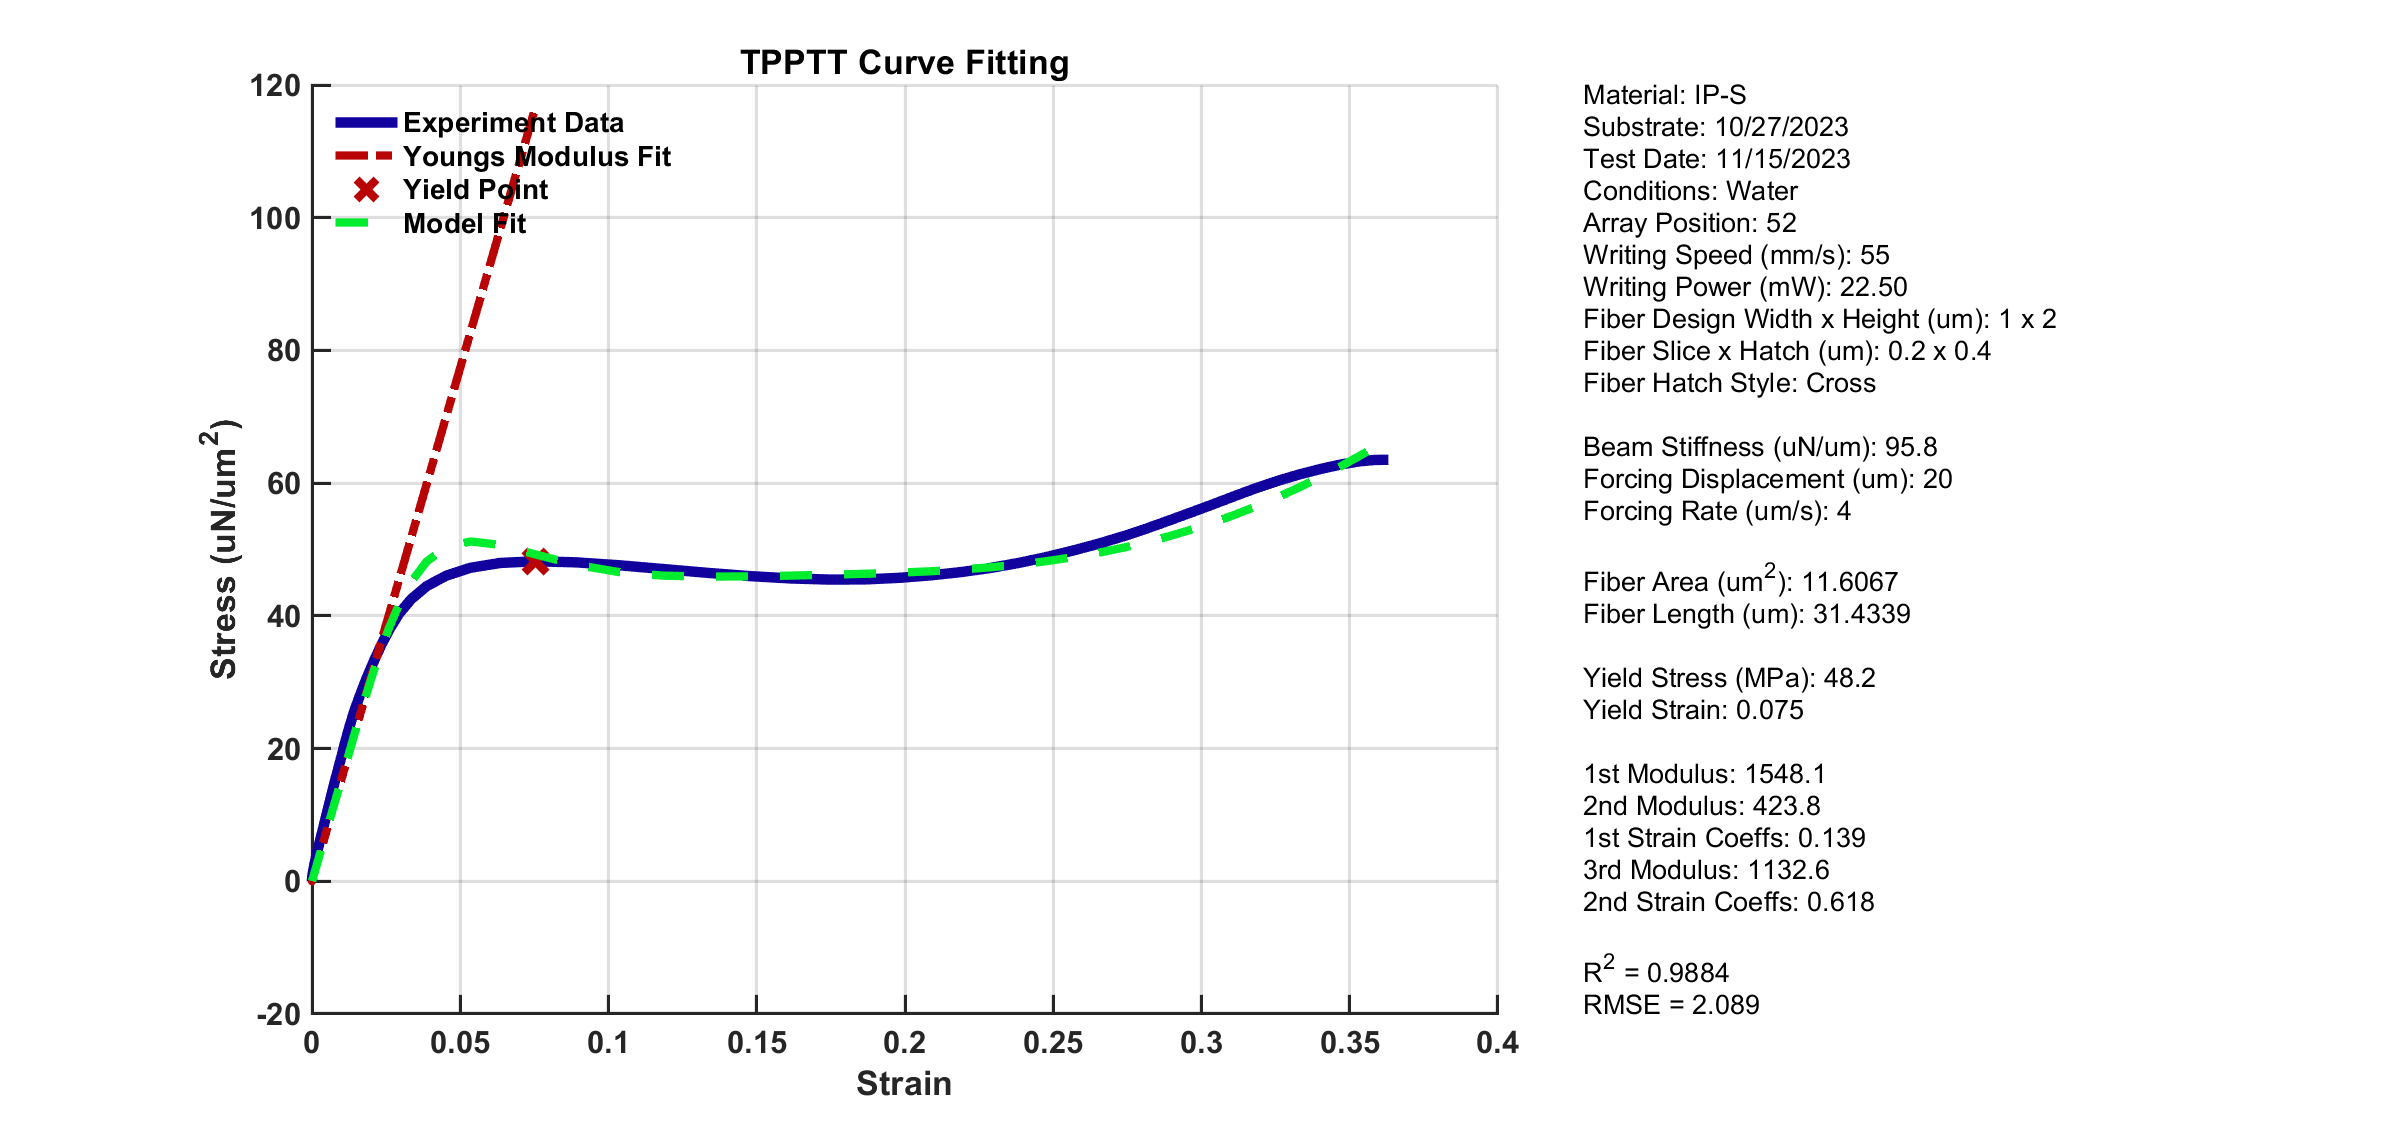 TPPTT Curve Fitting
120
100
80
60
40
20
0
-20
Stress (uN/um²)
Experiment Data
Youngs Modulus Fit
Yield Point
Model Fit
0 0.05 0.1 0.15 0.2 0.25 0.3 0.35 0.4
Strain
Material: IP-S
Substrate: 10/27/2023
Test Date: 11/15/2023
Conditions: Water
Array Position: 52
Writing Speed (mm/s): 55
Writing Power (mW): 22.50
Fiber Design Width x Height (um): 1 x 2
Fiber Slice x Hatch (um): 0.2 x 0.4
Fiber Hatch Style: Cross
Beam Stiffness (uN/um): 95.8
Forcing Displacement (um): 20
Forcing Rate (um/s): 4
Fiber Area (um²): 11.6067
Fiber Length (um): 31.4339
Yield Stress (MPa): 48.2
Yield Strain: 0.075
1st Modulus: 1548.1
2nd Modulus: 423.8
1st Strain Coeffs: 0.139
3rd Modulus: 1132.6
2nd Strain Coeffs: 0.618
R² = 0.9884
RMSE = 2.089